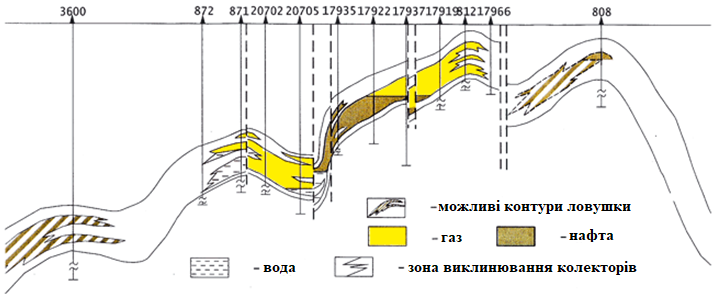 3600 872 871 20702 20705 17935 17922 17937 17919 812 17966 808
-можливі контури ловушки
- газ - нафта
- вода - зона виклинювання колекторів